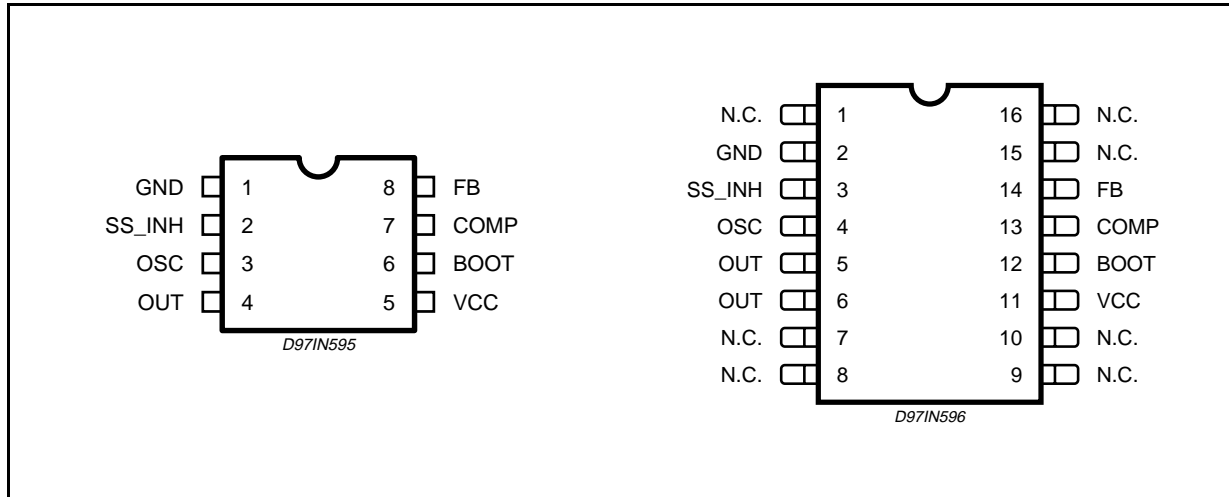 GND 1 8 FB
SS_INH 2 7 COMP
OSC 3 6 BOOT
OUT 4 5 VCC
D97IN595
N.C. 1 16 N.C.
GND 2 15 N.C.
SS_INH 3 14 FB
OSC 4 13 COMP
OUT 5 12 BOOT
OUT 6 11 VCC
N.C. 7 10 N.C.
N.C. 8 9 N.C.
D97IN596